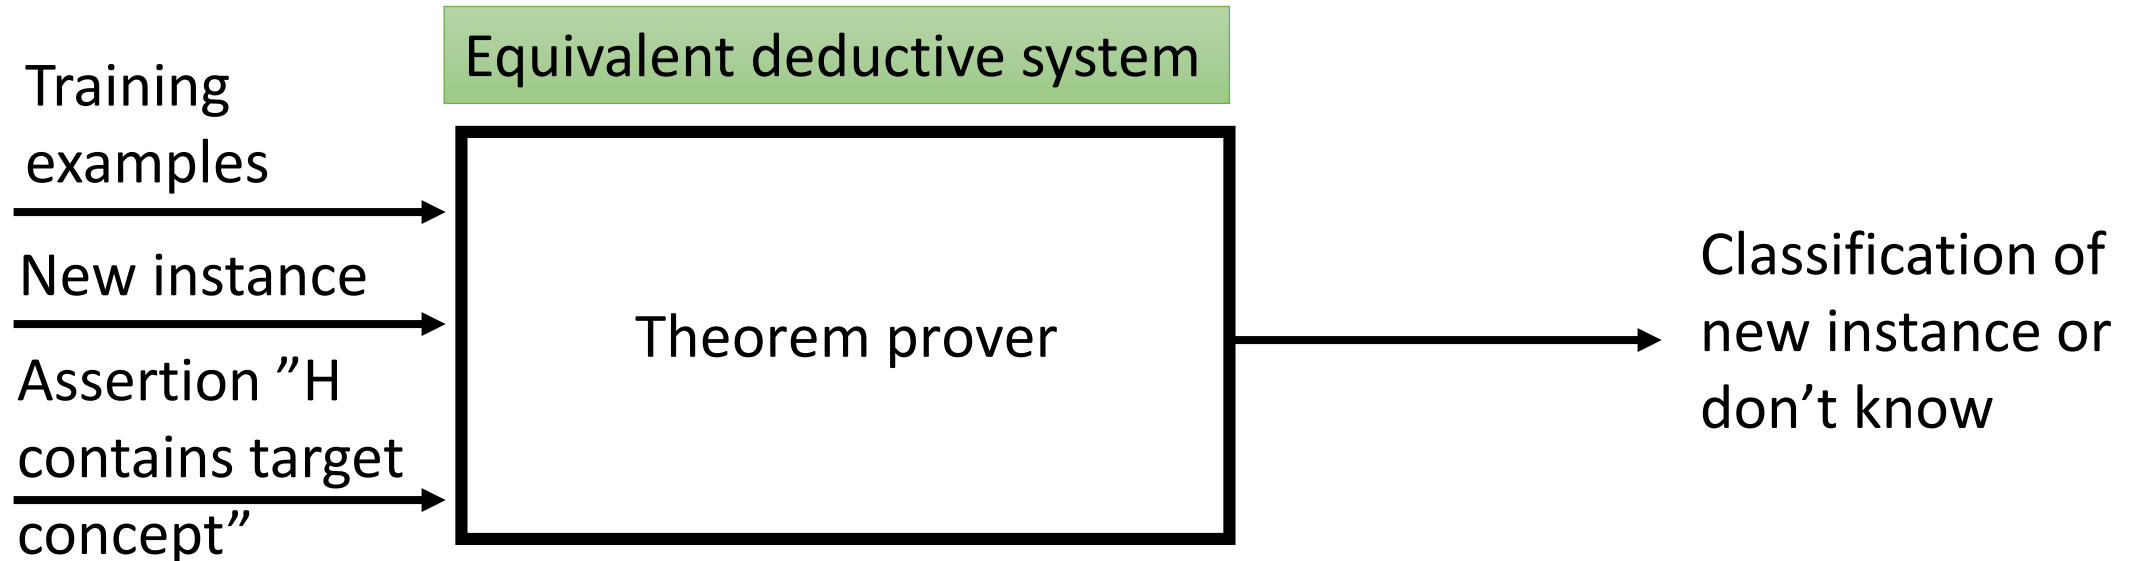 Equivalent deductive system
Training
examples
New instance
Assertion ”H
contains target
concept”
Theorem prover
Classification of
new instance or
don’t know